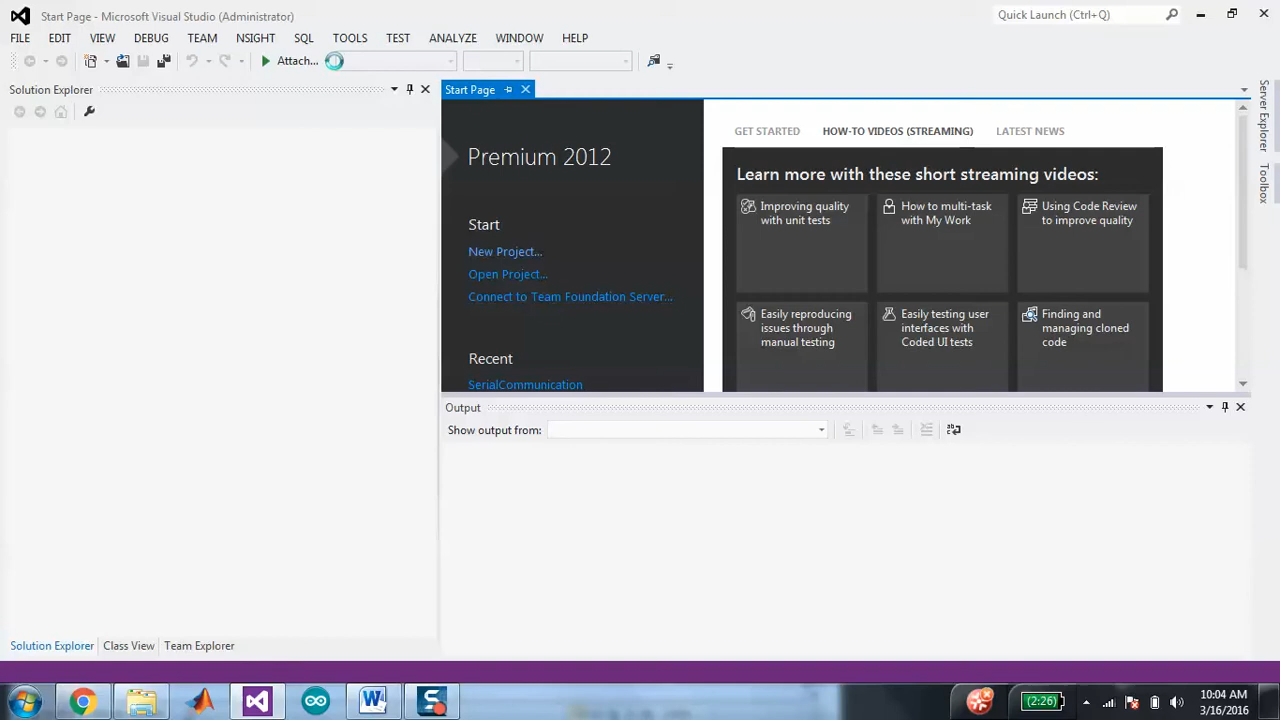 Start Page - Microsoft Visual Studio (Administrator)
Quick Launch (Ctrl+Q)
FILE EDIT VIEW DEBUG TEAM NSIGHT SQL TOOLS TEST ANALYZE WINDOW HELP
Attach...
Solution Explorer
Start Page
Server Explorer
Toolbox
GET STARTED HOW-TO VIDEOS (STREAMING) LATEST NEWS
Premium 2012
Learn more with these short streaming videos:
Improving quality
with unit tests
How to multi-task
with My Work
Using Code Review
to improve quality
Start
New Project...
Open Project...
Connect to Team Foundation Server...
Easily reproducing
issues through
manual testing
Easily testing user
interfaces with
Coded UI tests
Finding and
managing cloned
code
Recent
SerialCommunication
Output
Show output from:
Solution Explorer Class View Team Explorer
(2:26)
10:04 AM
3/16/2016